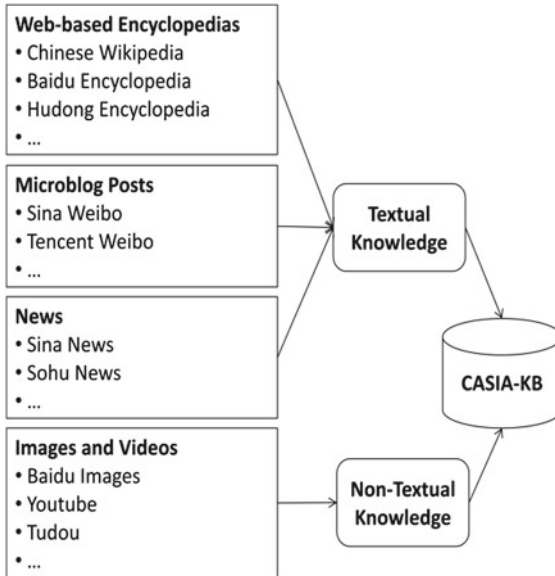 Web-based Encyclopedias
• Chinese Wikipedia
• Baidu Encyclopedia
• Hudong Encyclopedia
• ...
Microblog Posts
• Sina Weibo
• Tencent Weibo
• ...
News
• Sina News
• Sohu News
• ...
Images and Videos
• Baidu Images
• Youtube
• Tudou
• ...
Textual
Knowledge
Non-Textual
Knowledge
CASIA-KB